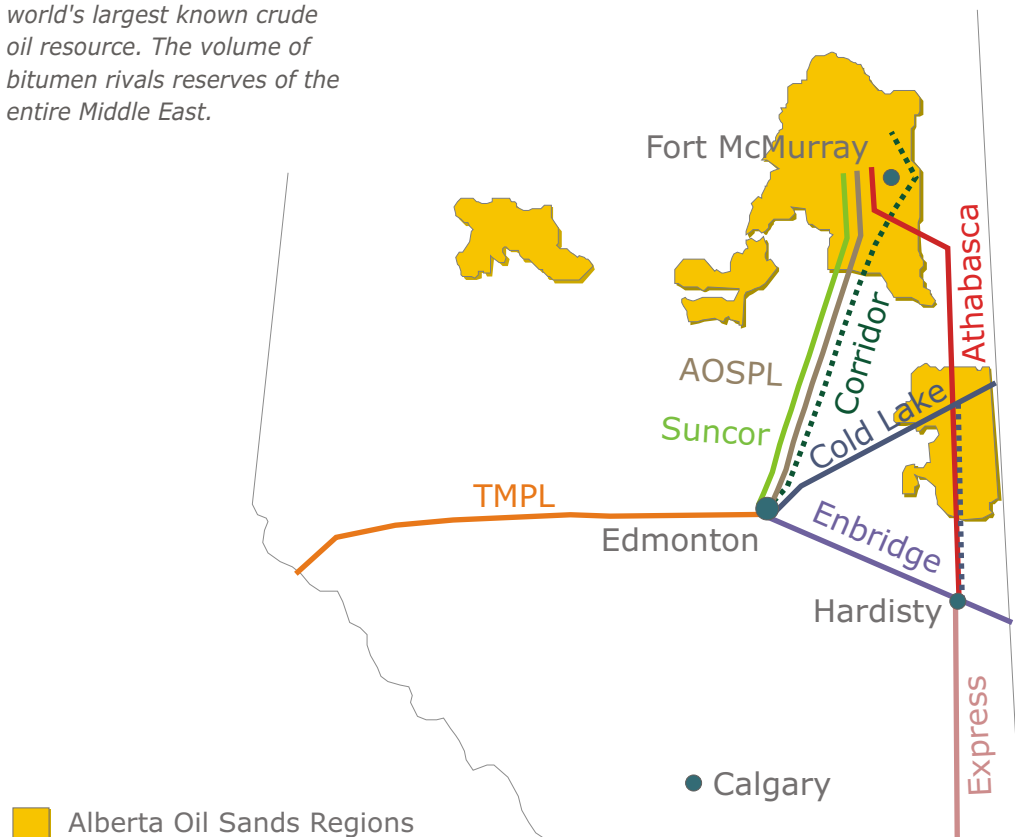 world's largest known crude
oil resource. The volume of
bitumen rivals reserves of the
entire Middle East.
Fort McMurray
Athabasca
Corridor
AOSPL
Cold Lake
Suncor
TMPL
Enbridge
Edmonton
Hardisty
Express
Calgary
Alberta Oil Sands Regions